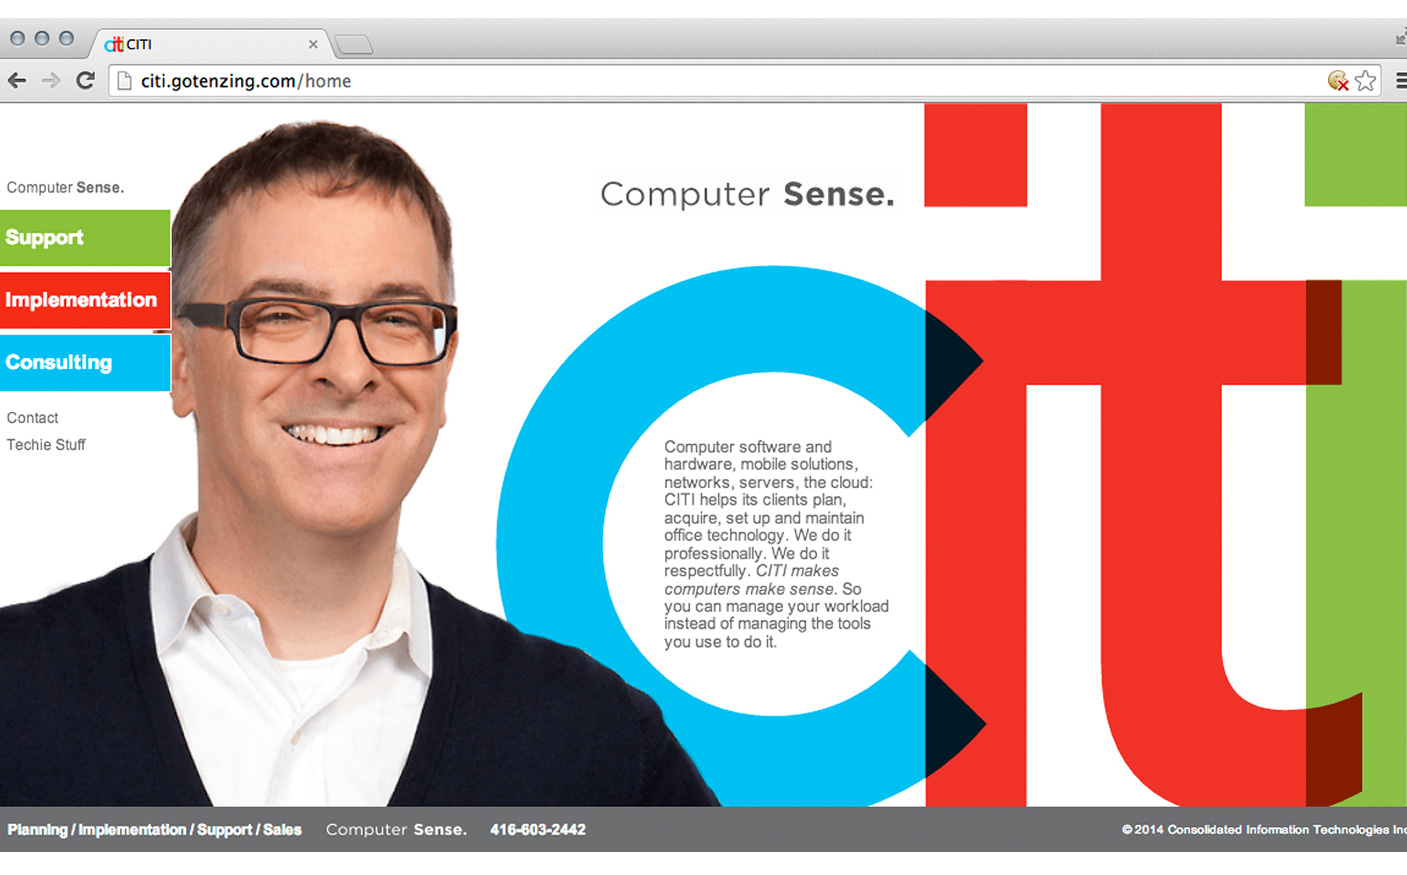 CITI
citi.gotenzing.com/home
Computer Sense.
Support
Implementation
Consulting
Contact
Techie Stuff
Computer Sense.
citi
Computer software and
hardware, mobile solutions,
networks, servers, the cloud:
CITI helps its clients plan,
acquire, set up and maintain
office technology. We do it
professionally. We do it
respectfully. CITI makes
computers make sense. So
you can manage your workload
instead of managing the tools
you use to do it.
Planning / Implementation / Support / Sales Computer Sense. 416-603-2442
© 2014 Consolidated Information Technologies Inc